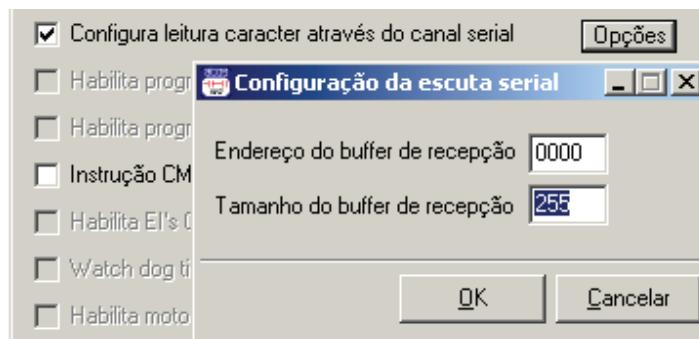 Configura leitura caracter através do canal serial
Opções
Habilita progr
Configuração da escuta serial
Habilita progr
Endereço do buffer de recepção 0000
Instrução CM
Tamanho do buffer de recepção 255
Habilita EI's
Watch dog ti
OK
Cancelar
Habilita moto